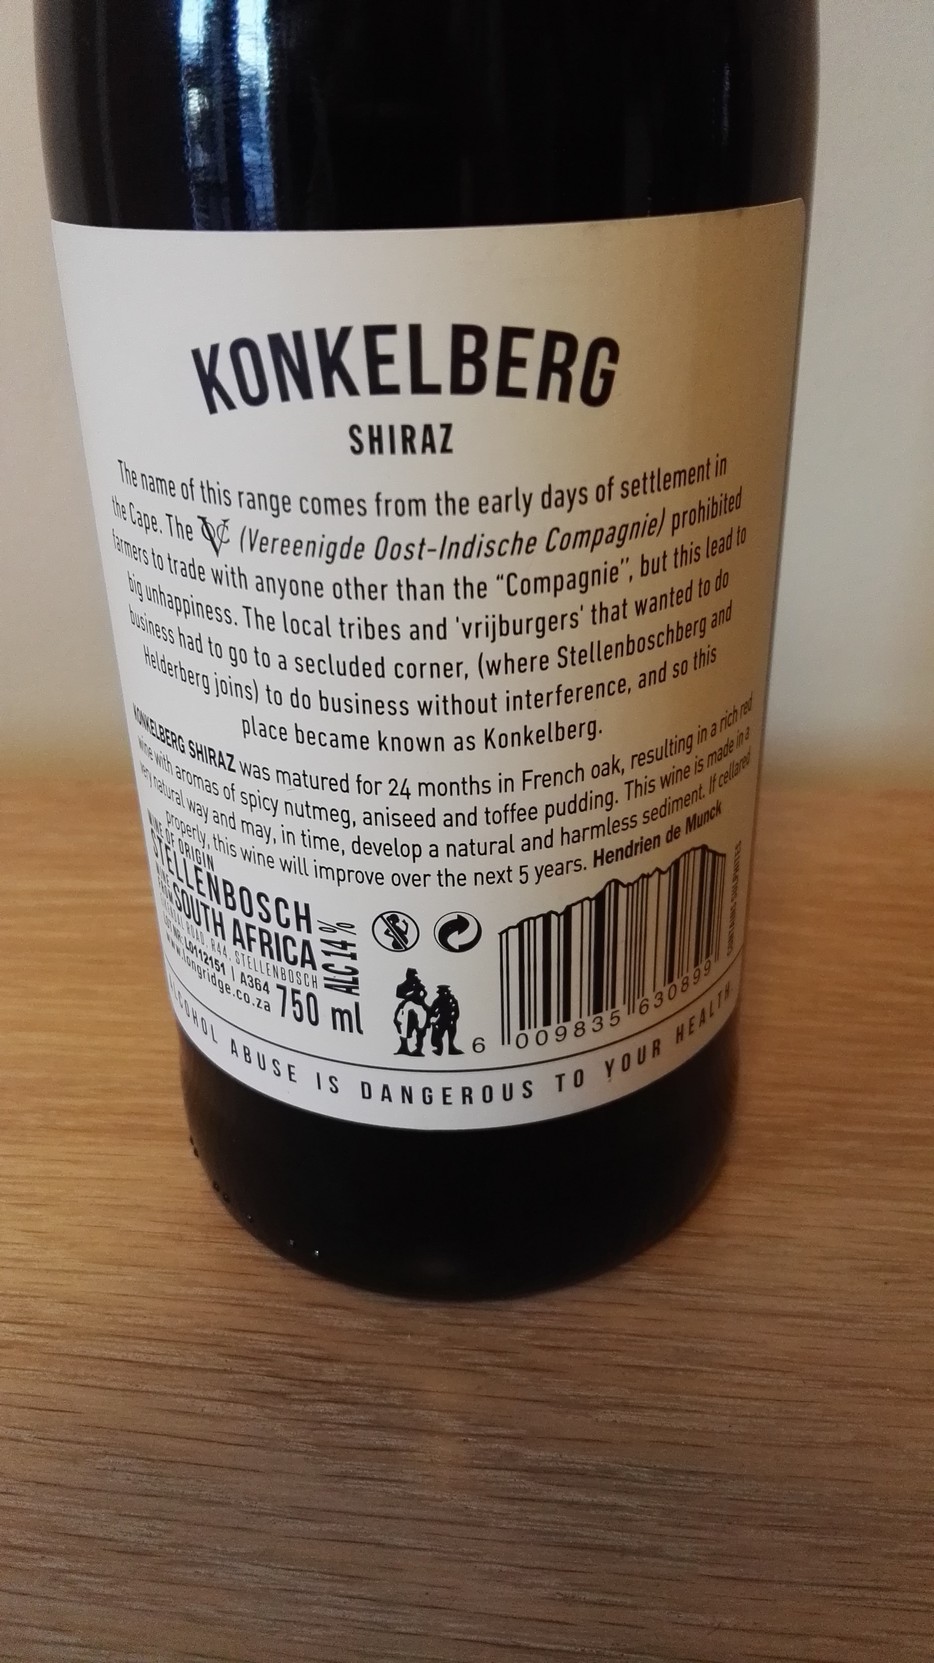 KONKELBERG
SHIRAZ
The name of this range comes from the early days of settlement in
the Cape. The VOC (Vereenigde Oost-Indische Compagnie) prohibited
farmers to trade with anyone other than the “Compagnie”, but this lead to
big unhappiness. The local tribes and 'vrijburgers' that wanted to do
business had to go to a secluded corner, (where Stellenboschberg and
Helderberg joins) to do business without interference, and so this
place became known as Konkelberg.
KONKELBERG SHIRAZ was matured for 24 months in French oak, resulting in a rich red
wine with aromas of spicy nutmeg, aniseed and toffee pudding. This wine is made in a
very natural way and may, in time, develop a natural and harmless sediment. If cellared
properly, this wine will improve over the next 5 years. Hendrien de Munck
WINE OF ORIGIN
STELLENBOSCH
WINE FROM SOUTH AFRICA
ROAD, R44, STELLENBOSCH
L0112151 | A364
www.longridge.co.za
750 ml
ALC 14 %
6 009835 630899
CONTAINS SULPHITES
ALCOHOL ABUSE IS DANGEROUS TO YOUR HEALTH